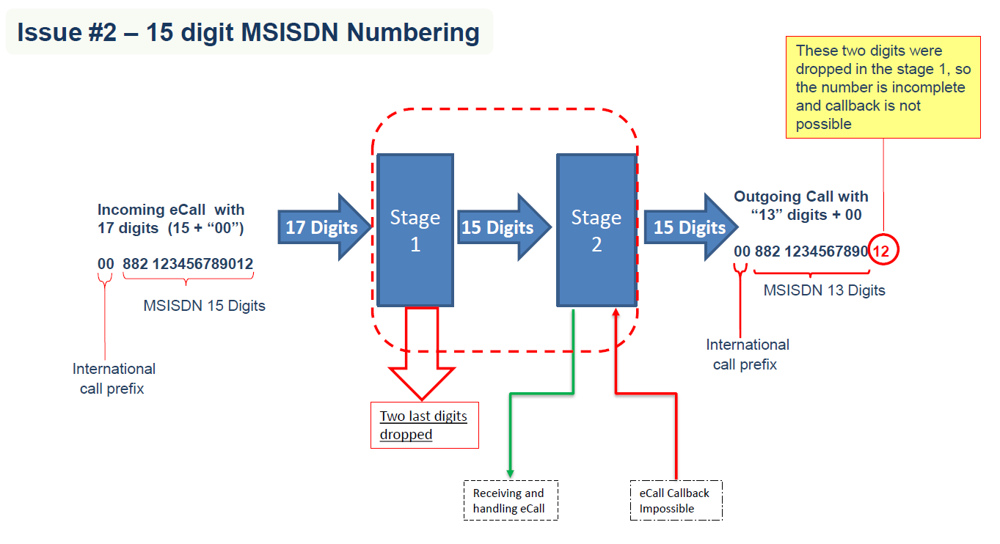 Issue #2 – 15 digit MSISDN Numbering
These two digits were
dropped in the stage 1, so
the number is incomplete
and callback is not
possible
Incoming eCall with
17 digits (15 + “00”)
00 882 123456789012
MSISDN 15 Digits
International
call prefix
17 Digits
Stage
1
15 Digits
Stage
2
15 Digits
Outgoing Call with
“13” digits + 00
00 882 1234567890 12
MSISDN 13 Digits
International
call prefix
Two last digits
dropped
Receiving and
handling eCall
eCall Callback
Impossible